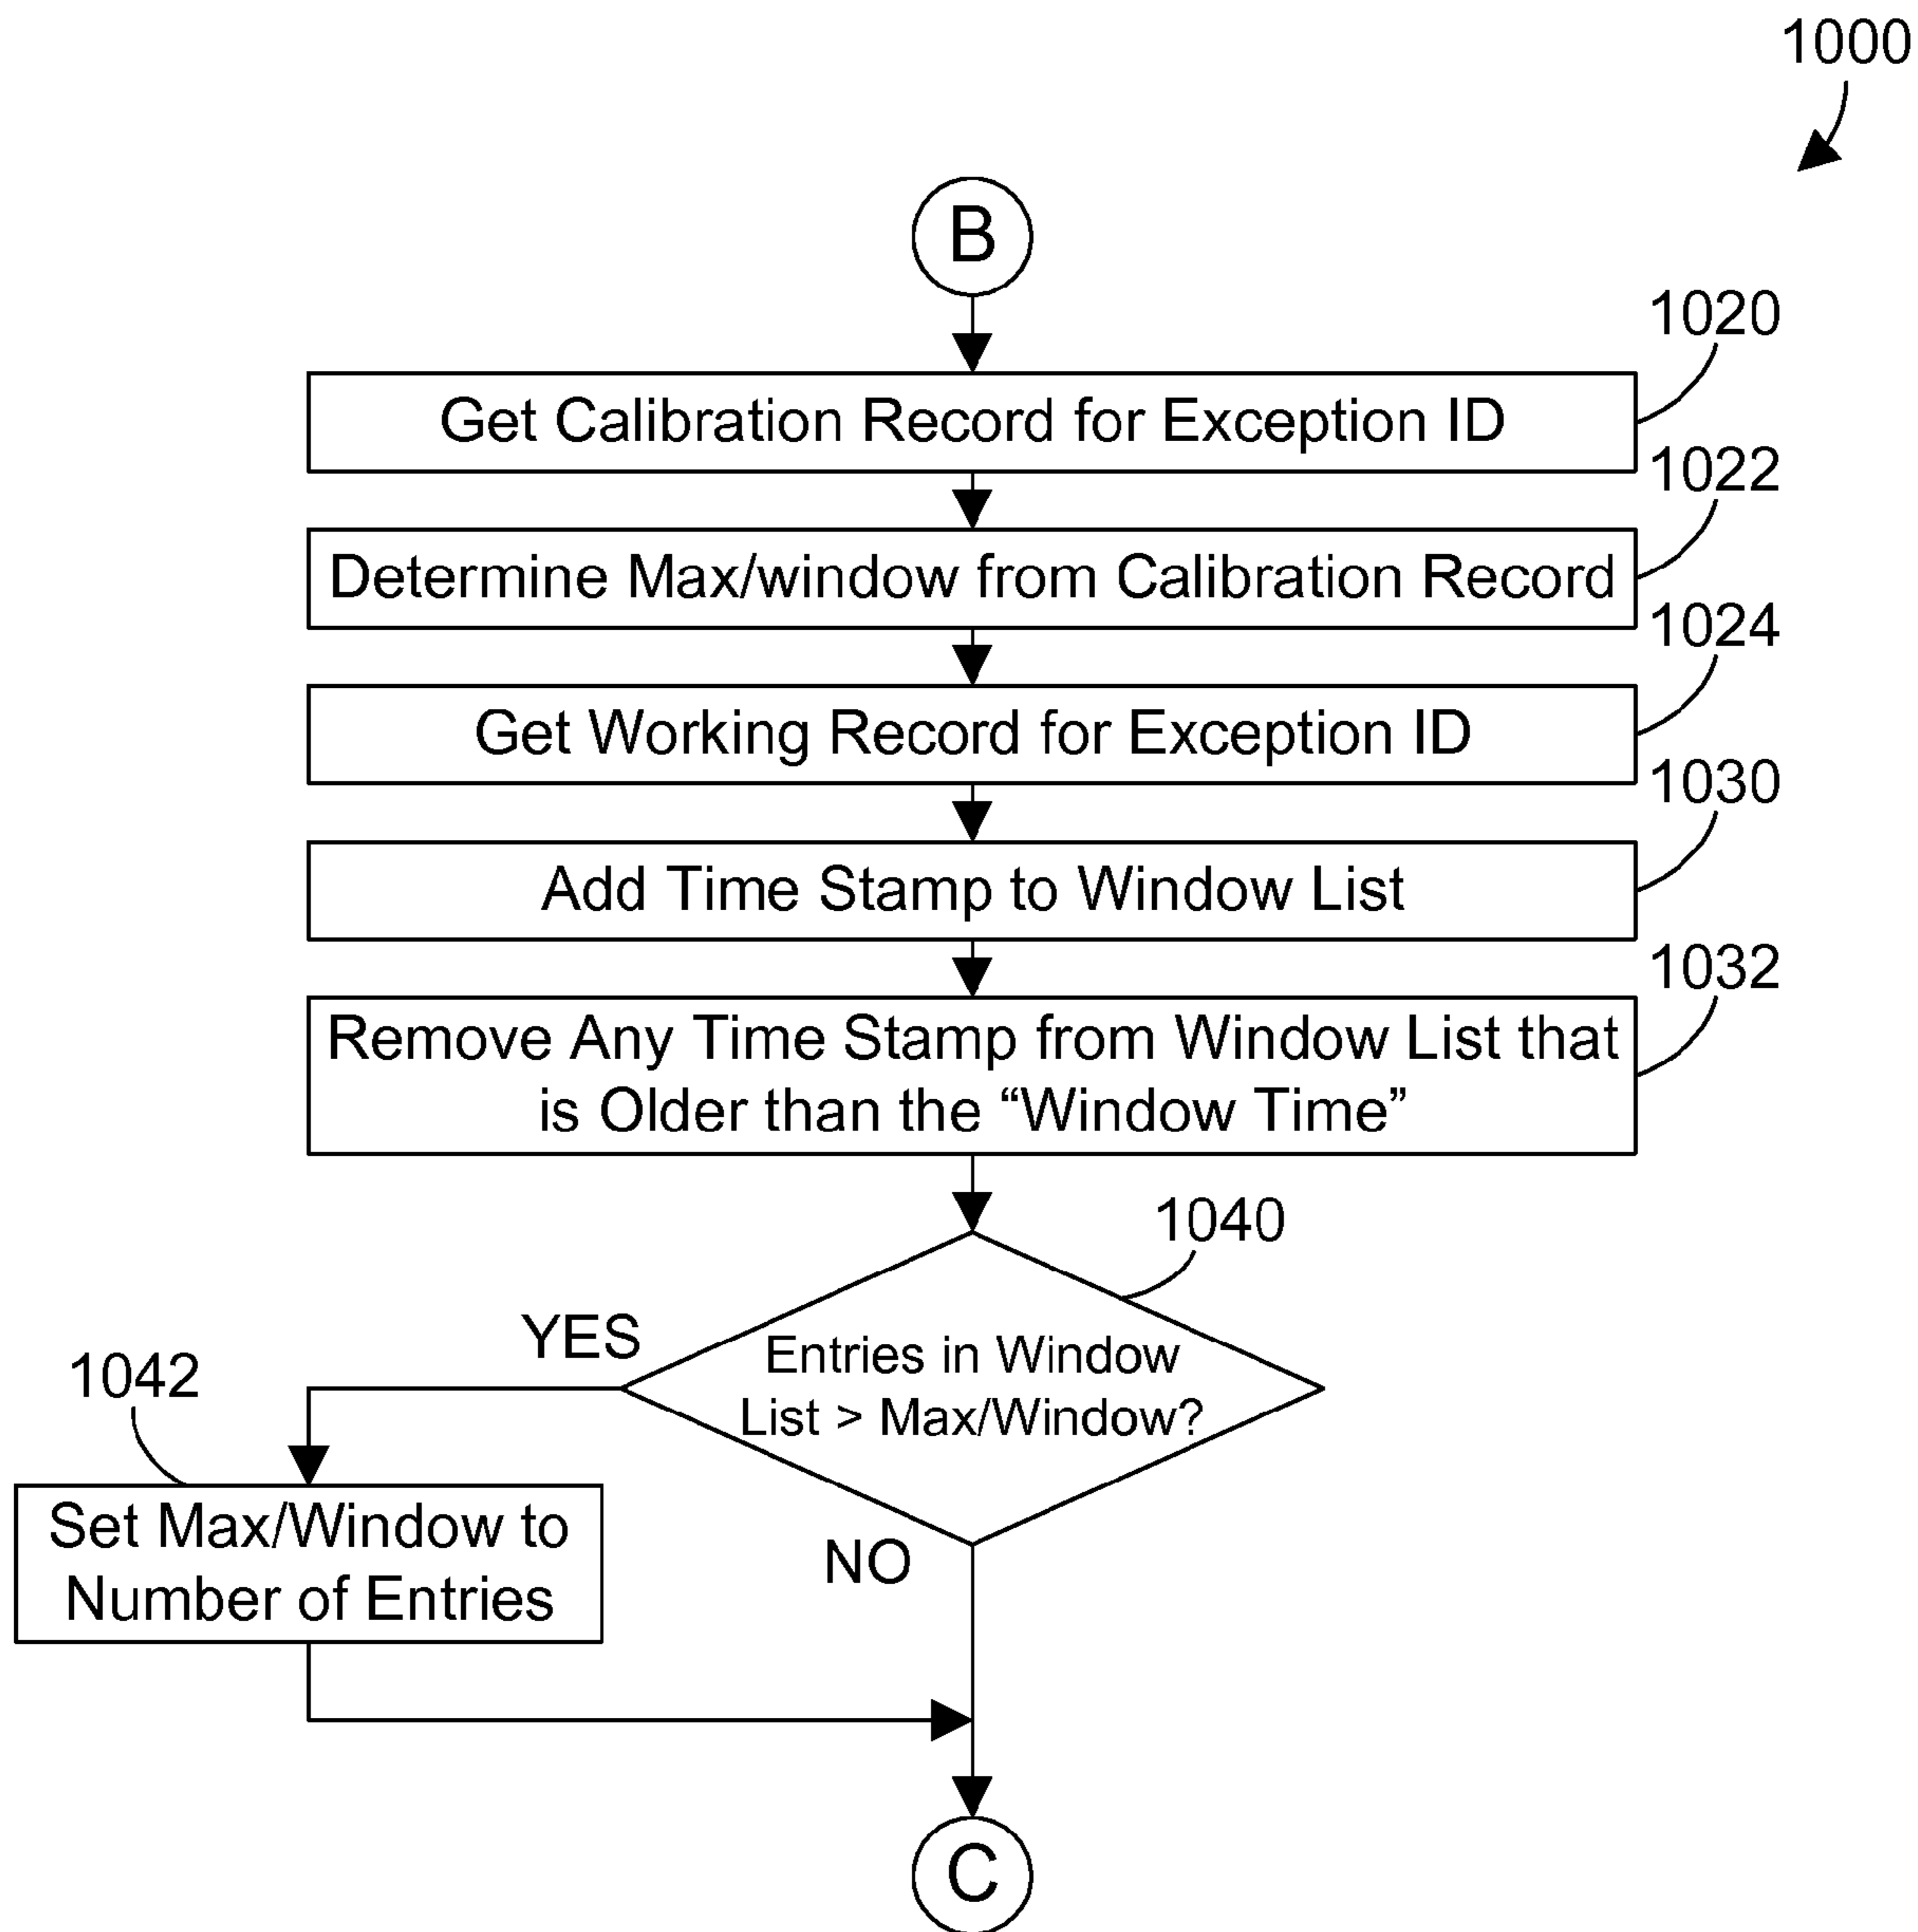 1000
B
1020
Get Calibration Record for Exception ID
1022
Determine Max/window from Calibration Record
1024
Get Working Record for Exception ID
1030
Add Time Stamp to Window List
1032
Remove Any Time Stamp from Window List that
is Older than the “Window Time”
1040
YES
Entries in Window
List > Max/Window?
1042
Set Max/Window to
Number of Entries
NO
C